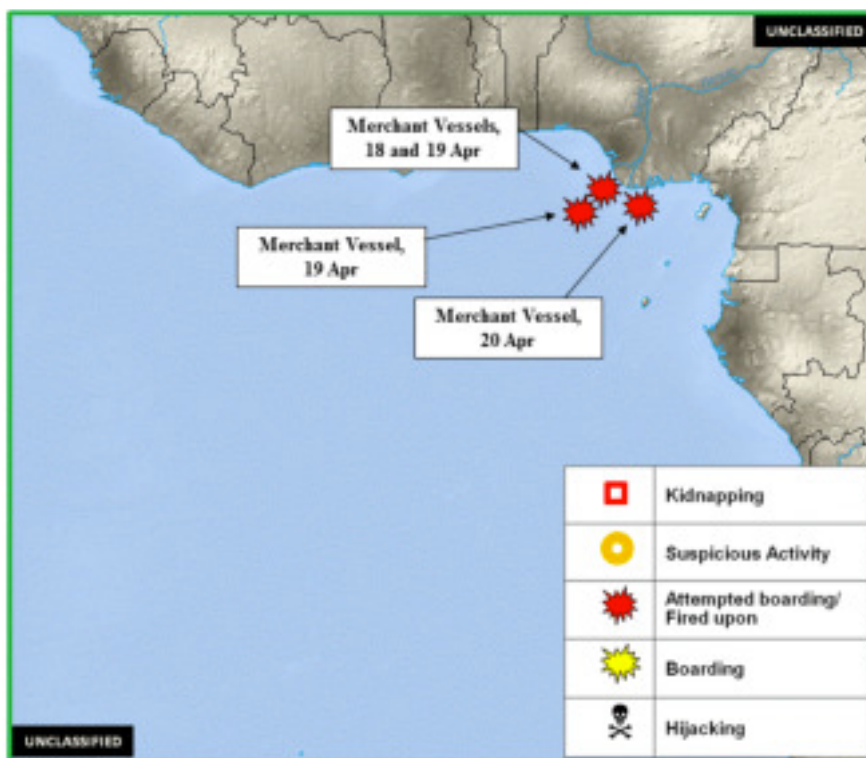 UNCLASSIFIED
Merchant Vessels,
18 and 19 Apr
Merchant Vessel,
19 Apr
Merchant Vessel,
20 Apr
Kidnapping
Suspicious Activity
Attempted boarding/
Fired upon
Boarding
Hijacking
UNCLASSIFIED